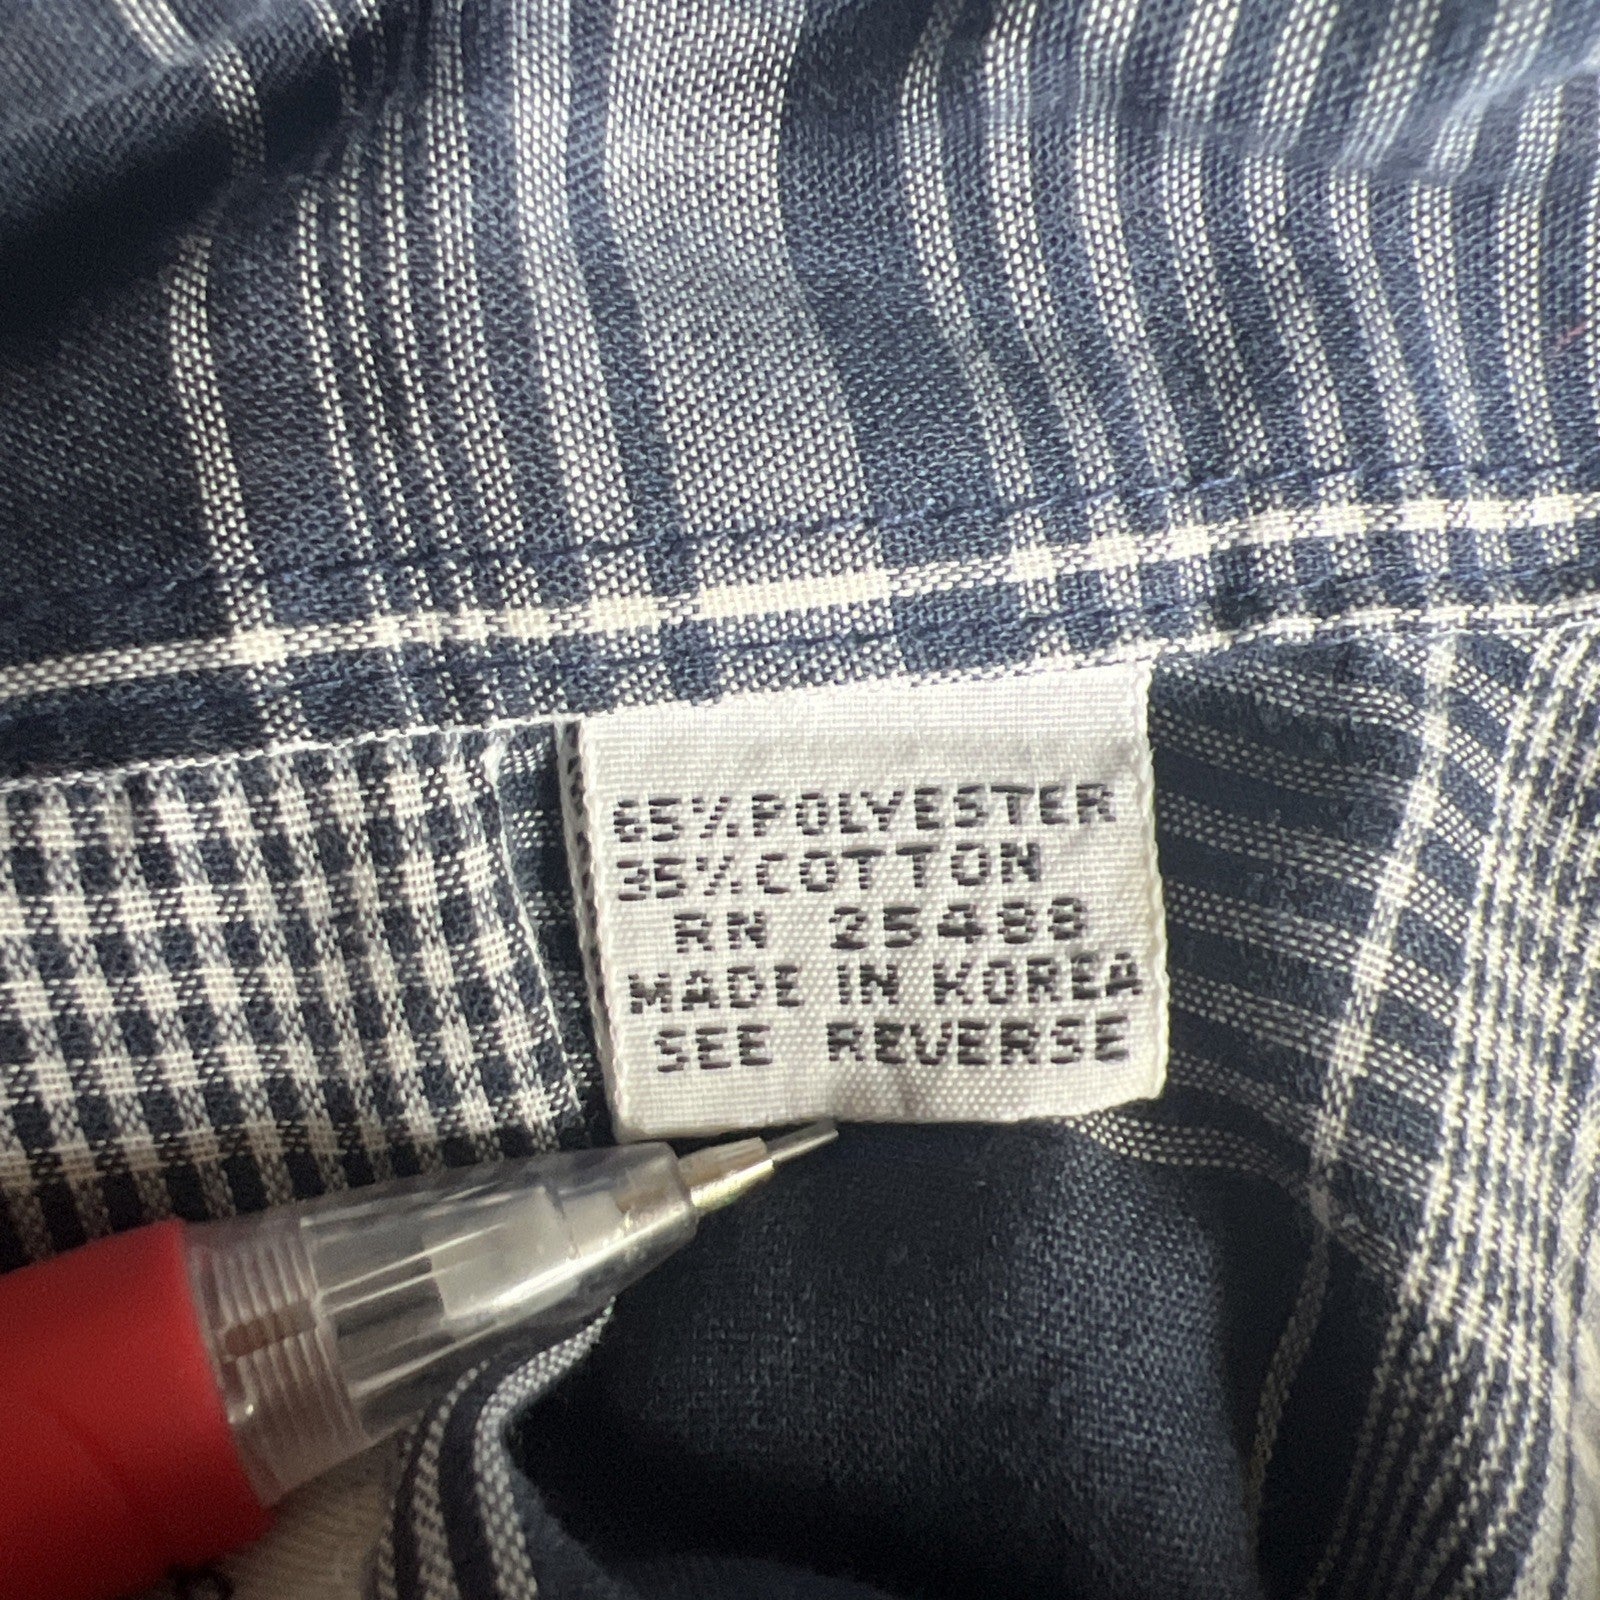 65% POLYESTER
35% COTTON
RN 25488
MADE IN KOREA
SEE REVERSE